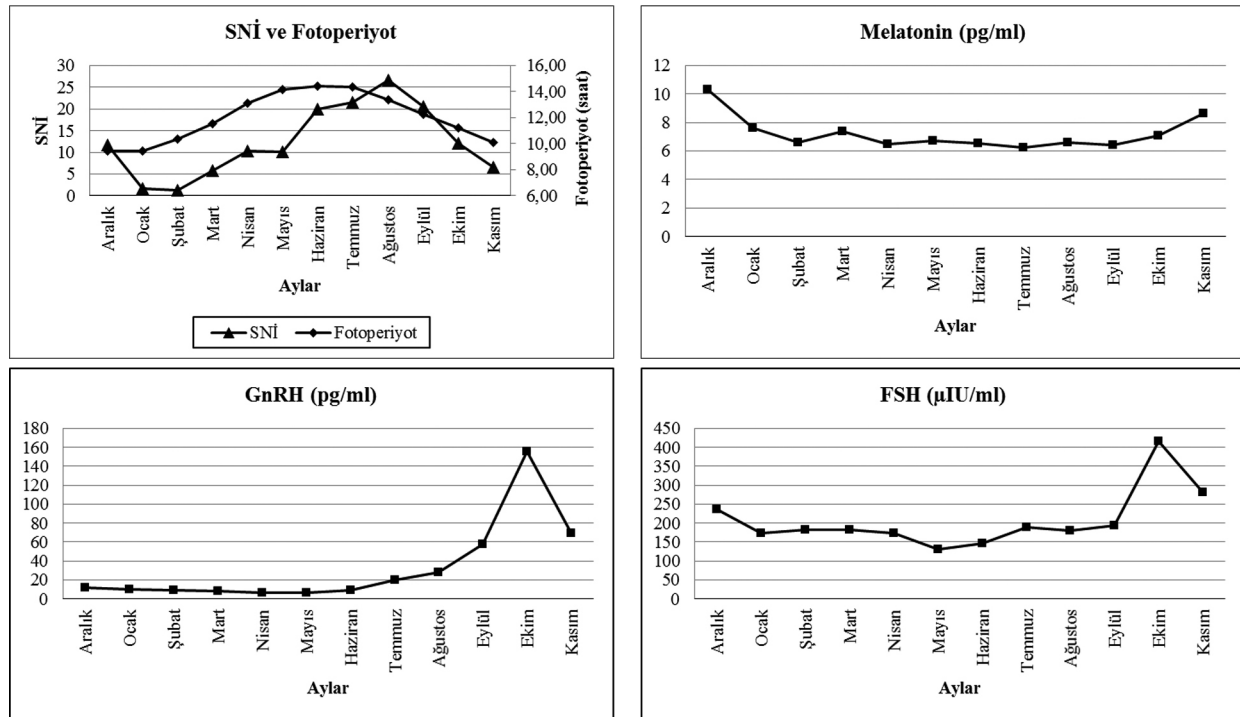 SNİ ve Fotoperiyot
30
25
20
15
10
5
0
SNİ
16,00
14,00
12,00
10,00
8,00
6,00
Fotoperiyot (saat)
Aralık
Ocak
Şubat
Mart
Nisan
Mayıs
Haziran
Temmuz
Ağustos
Eylül
Ekim
Kasım
Aylar
SNİ
Fotoperiyot
Melatonin (pg/ml)
12
10
8
6
4
2
0
Aralık
Ocak
Şubat
Mart
Nisan
Mayıs
Haziran
Temmuz
Ağustos
Eylül
Ekim
Kasım
Aylar
GnRH (pg/ml)
180
160
140
120
100
80
60
40
20
0
Aralık
Ocak
Şubat
Mart
Nisan
Mayıs
Haziran
Temmuz
Ağustos
Eylül
Ekim
Kasım
Aylar
FSH (µIU/ml)
450
400
350
300
250
200
150
100
50
0
Aralık
Ocak
Şubat
Mart
Nisan
Mayıs
Haziran
Temmuz
Ağustos
Eylül
Ekim
Kasım
Aylar